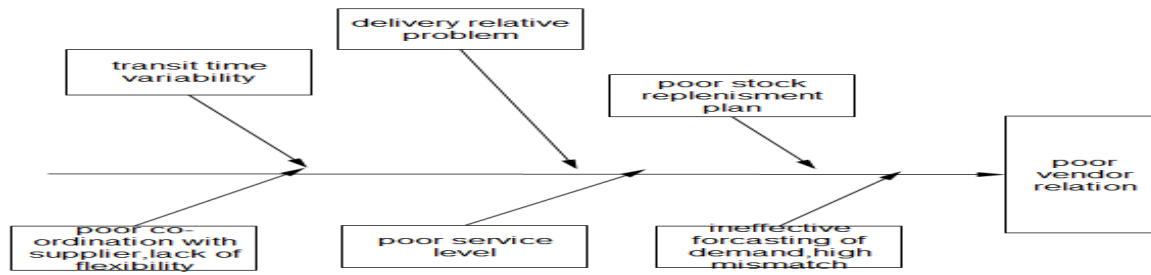 delivery relative
problem
transit time
variability
poor stock
replenisment
plan
poor
vendor
relation
poor co-
ordination with
supplier,lack of
flexibility
poor service
level
ineffective
forcasting of
demand,high
mismatch